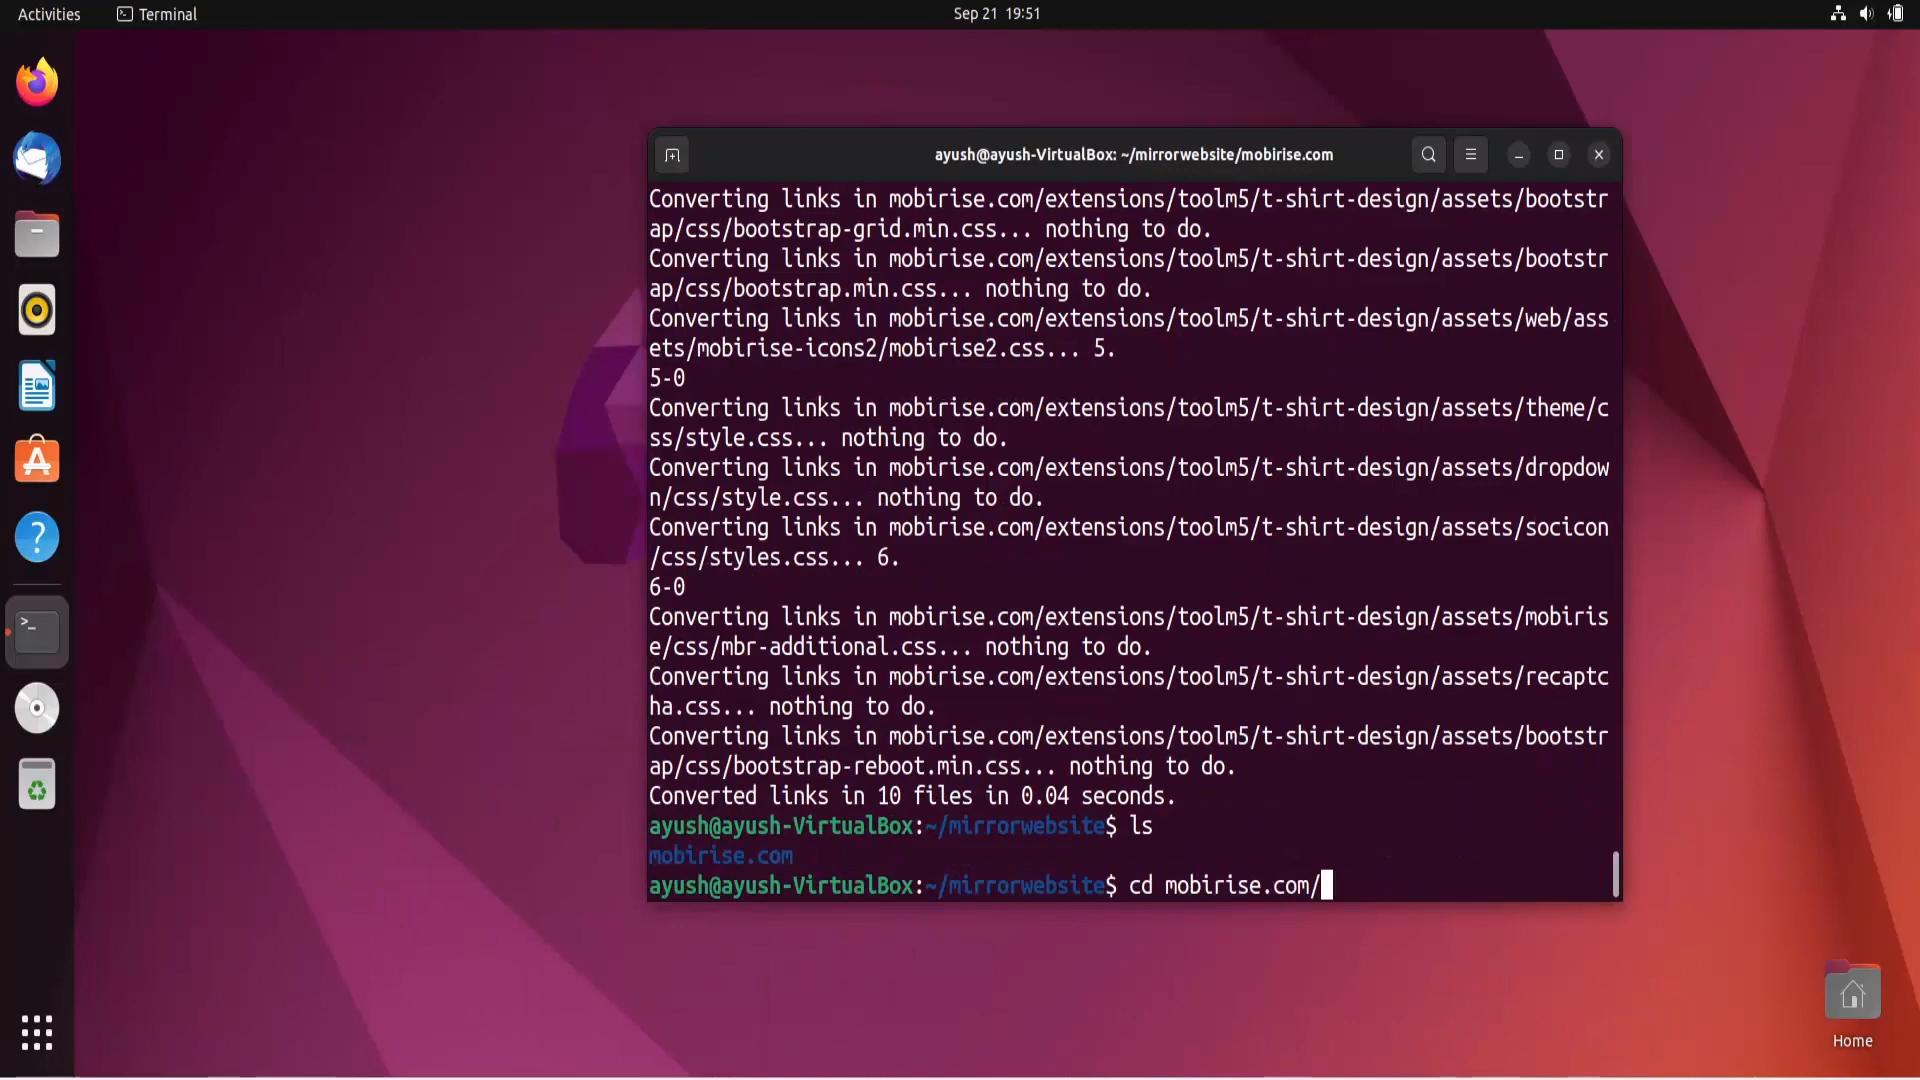 Activities
Terminal
Sep 21 19:51
ayush@ayush-VirtualBox: ~/mirrorwebsite/mobirise.com
Converting links in mobirise.com/extensions/toolm5/t-shirt-design/assets/bootstr
ap/css/bootstrap-grid.min.css... nothing to do.
Converting links in mobirise.com/extensions/toolm5/t-shirt-design/assets/bootstr
ap/css/bootstrap.min.css... nothing to do.
Converting links in mobirise.com/extensions/toolm5/t-shirt-design/assets/web/ass
ets/mobirise-icons2/mobirise2.css... 5.
5-0
Converting links in mobirise.com/extensions/toolm5/t-shirt-design/assets/theme/c
ss/style.css... nothing to do.
Converting links in mobirise.com/extensions/toolm5/t-shirt-design/assets/dropdow
n/css/style.css... nothing to do.
Converting links in mobirise.com/extensions/toolm5/t-shirt-design/assets/socicon
/css/styles.css... 6.
6-0
Converting links in mobirise.com/extensions/toolm5/t-shirt-design/assets/mobiris
e/css/mbr-additional.css... nothing to do.
Converting links in mobirise.com/extensions/toolm5/t-shirt-design/assets/recaptc
ha.css... nothing to do.
Converting links in mobirise.com/extensions/toolm5/t-shirt-design/assets/bootstr
ap/css/bootstrap-reboot.min.css... nothing to do.
Converted links in 10 files in 0.04 seconds.
ayush@ayush-VirtualBox:~/mirrorwebsite$ ls
mobirise.com
ayush@ayush-VirtualBox:~/mirrorwebsite$ cd mobirise.com/
Home